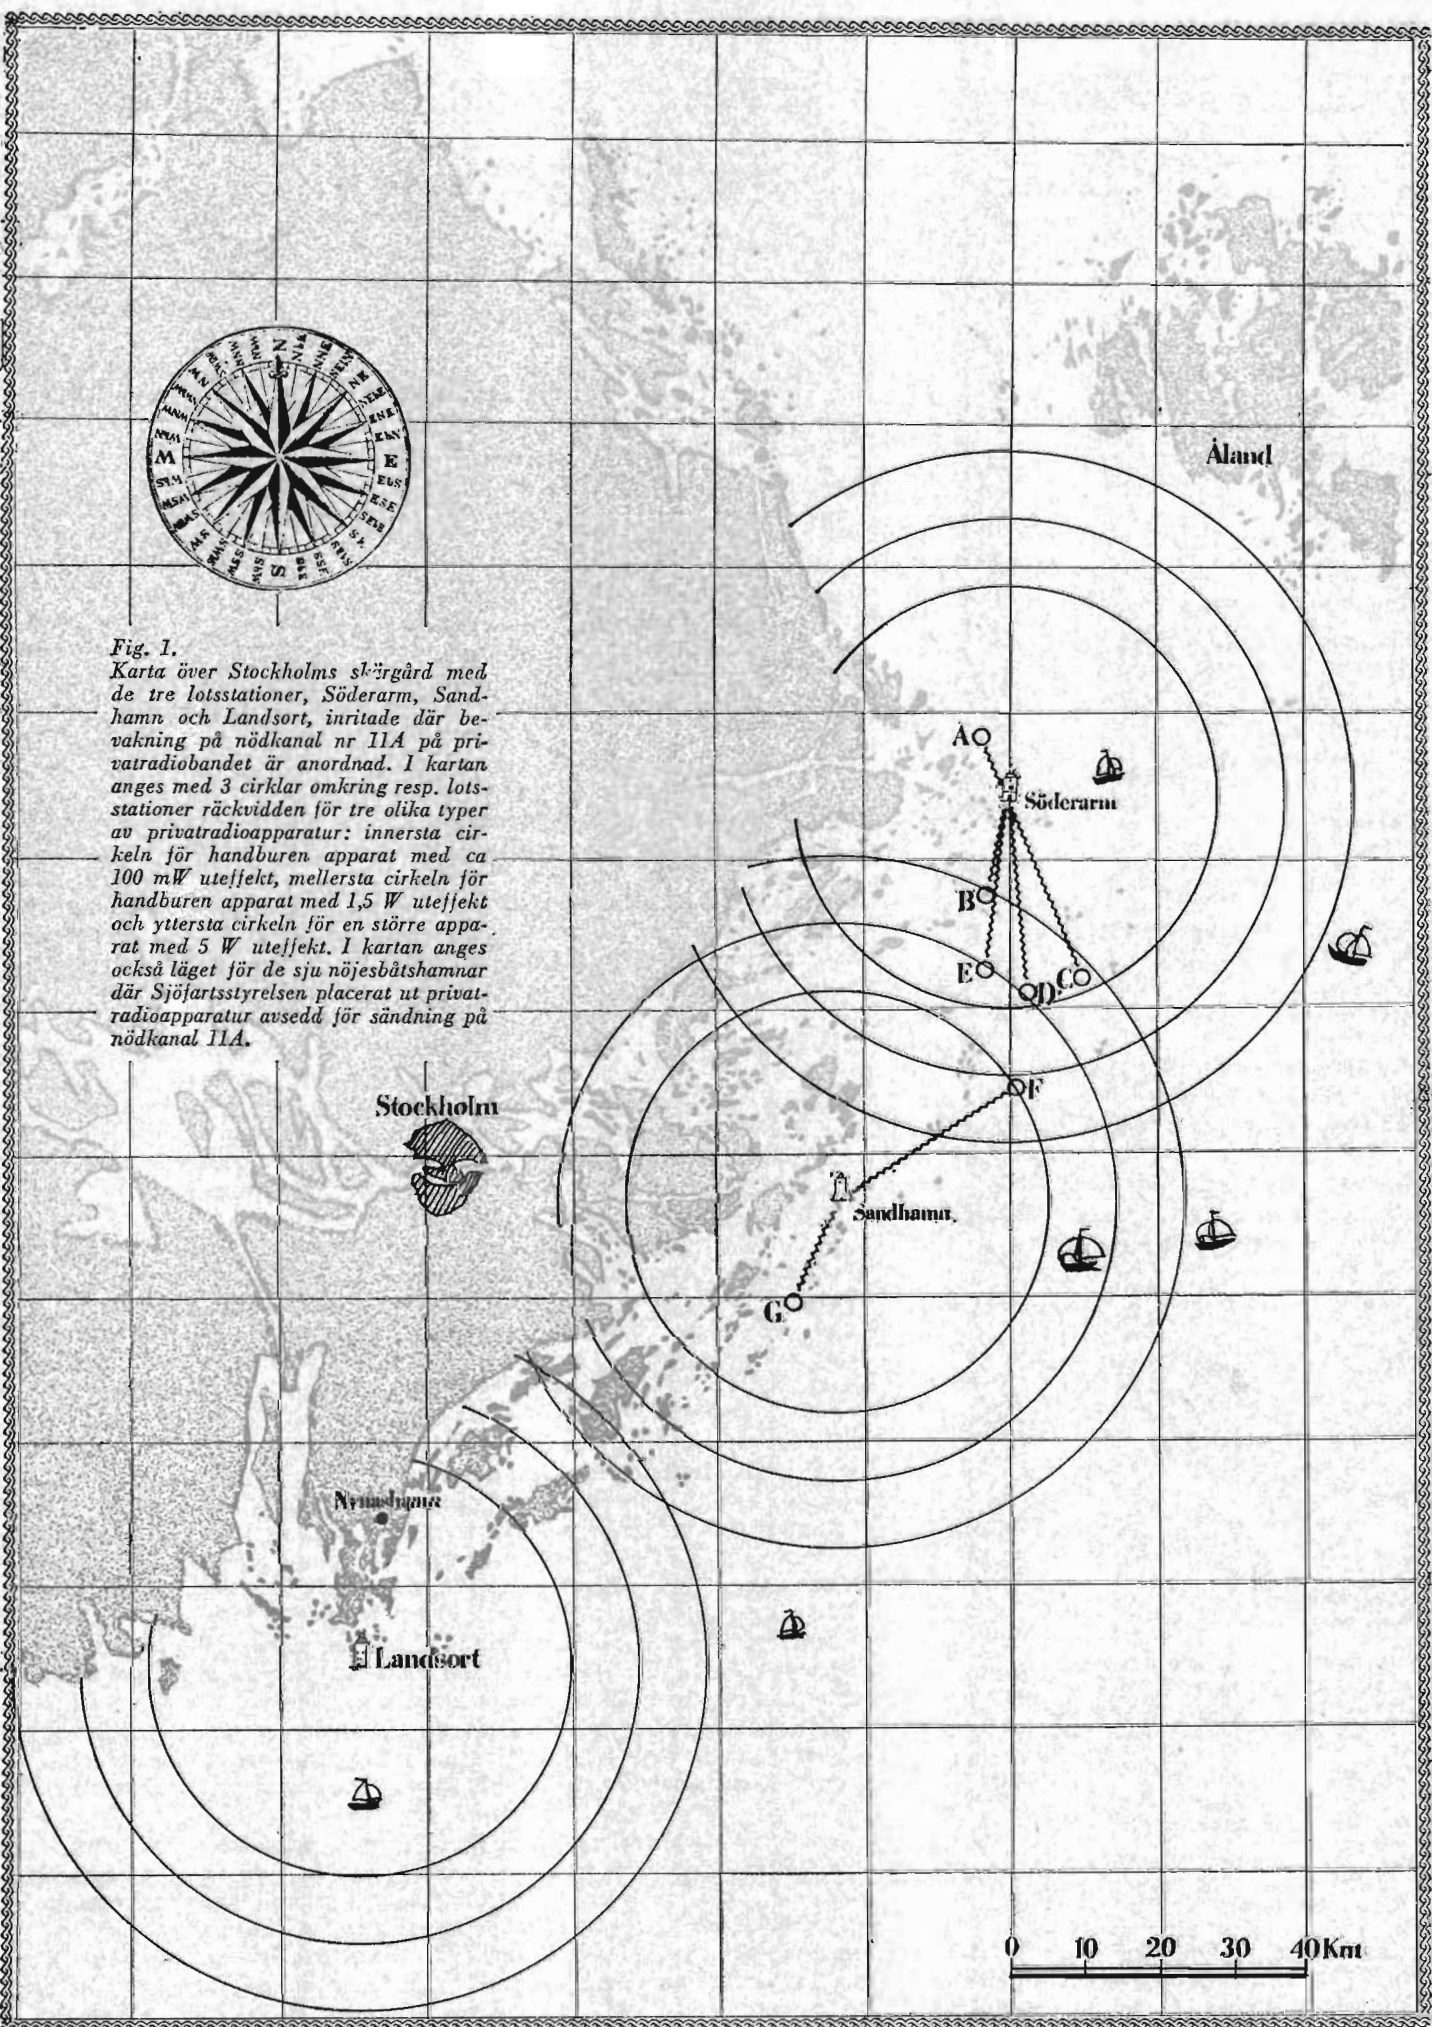 Åland
N
E
S
W
Fig. 1.
Karta över Stockholms skärgård med
de tre lotsstationer, Söderarm, Sand-
hamn och Landsort, inritade där be-
vakning på nödkanal nr 11A på pri-
vatradiobandet är anordnad. I kartan
anges med 3 cirklar omkring resp. lots-
stationer räckvidden för tre olika typer
av privatradioapparatur: innersta cir-
keln för handburen apparat med ca
100 mW uteffekt, mellersta cirkeln för
handburen apparat med 1,5 W uteffekt
och yttersta cirkeln för en större appa-
rat med 5 W uteffekt. I kartan anges
också läget för de sju nöjesbåtshamnar
där Sjöfartsstyrelsen placerat ut privat-
radioapparatur avsedd för sändning på
nödkanal 11A.
A
Söderarm
B
E
D
C
F
Stockholm
Sandhamn
G
Nynäshamn
Landsort
0 10 20 30 40 Km